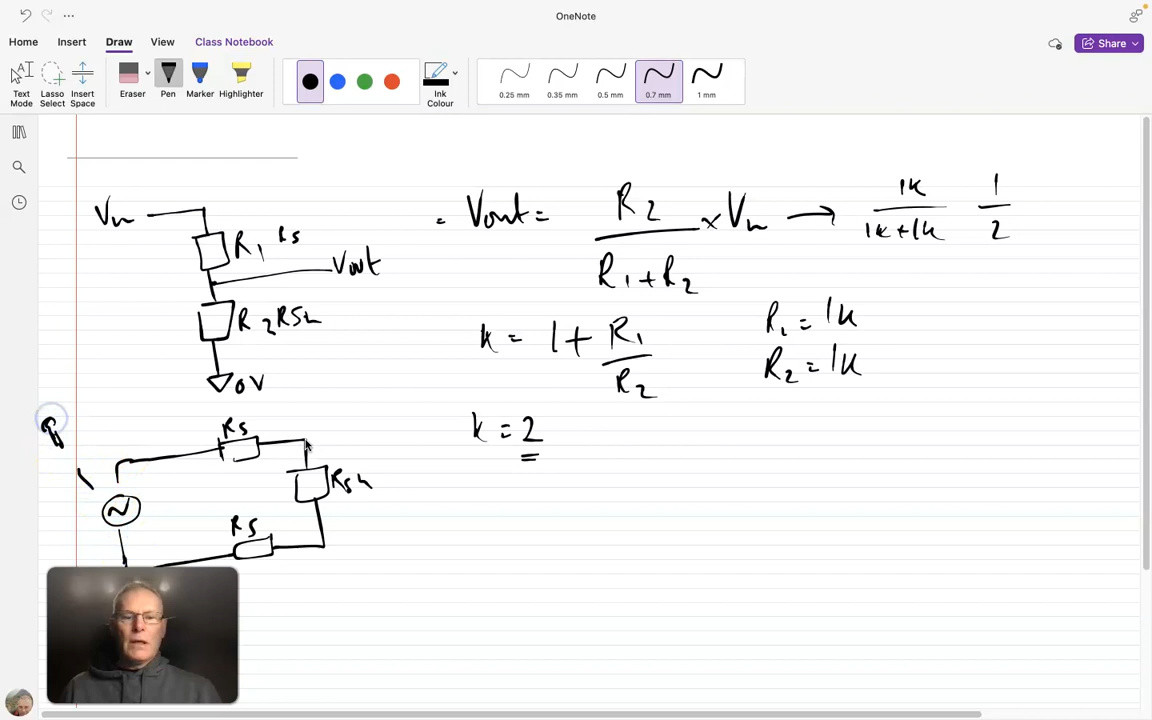 OneNote
Home Insert Draw View Class Notebook
Share
Text Mode
Lasso Select
Insert Space
Eraser
Pen
Marker
Highlighter
Ink Colour
0.25 mm 0.35 mm 0.5 mm 0.7 mm 1 mm
Vin
R1 Rs
Vout
R2 RSh
0V
= Vout = R2 / R1 + R2 × Vin → 1k / 1k+1k 1 / 2
k = 1 + R1 / R2
R1 = 1k
R2 = 1k
k = 2
Rs
Rsh
Rs